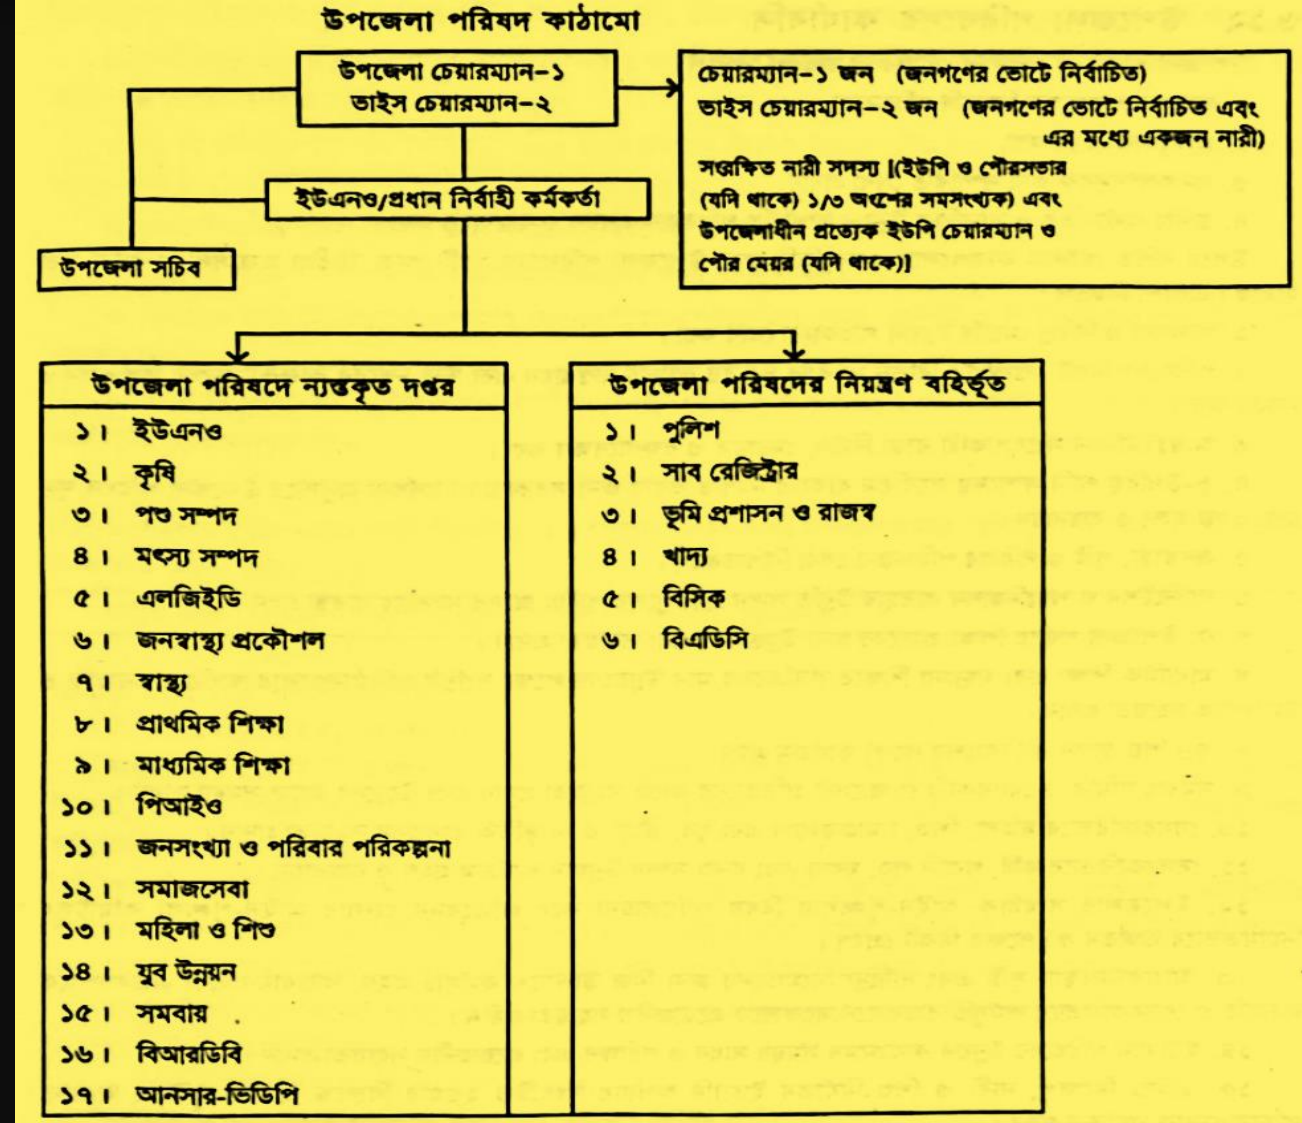 উপজেলা পরিষদ কাঠামো
উপজেলা চেয়ারম্যান-১
ভাইস চেয়ারম্যান-২
চেয়ারম্যান-১ জন (জনগণের ভোটে নির্বাচিত)
ভাইস চেয়ারম্যান-২ জন (জনগণের ভোটে নির্বাচিত এবং
এর মধ্যে একজন নারী)
সংরক্ষিত নারী সদস্য [(ইউপি ও পৌরসভার
(যদি থাকে) ১/৩ অংশের সমসংখ্যক) এবং
উপজেলাধীন প্রত্যেক ইউপি চেয়ারম্যান ও
পৌর মেয়র (যদি থাকে)]
ইউএনও/প্রধান নির্বাহী কর্মকর্তা
উপজেলা সচিব
উপজেলা পরিষদে ন্যস্তকৃত দপ্তর
১। ইউএনও
২। কৃষি
৩। পশু সম্পদ
৪। মৎস্য সম্পদ
৫। এলজিইডি
৬। জনস্বাস্থ্য প্রকৌশল
৭। স্বাস্থ্য
৮। প্রাথমিক শিক্ষা
৯। মাধ্যমিক শিক্ষা
১০। পিআইও
১১। জনসংখ্যা ও পরিবার পরিকল্পনা
১২। সমাজসেবা
১৩। মহিলা ও শিশু
১৪। যুব উন্নয়ন
১৫। সমবায়
১৬। বিআরডিবি
১৭। আনসার-ভিডিপি
উপজেলা পরিষদের নিয়ন্ত্রণ বহির্ভূত
১। পুলিশ
২। সাব রেজিস্ট্রার
৩। ভূমি প্রশাসন ও রাজস্ব
৪। খাদ্য
৫। বিসিক
৬। বিএডিসি